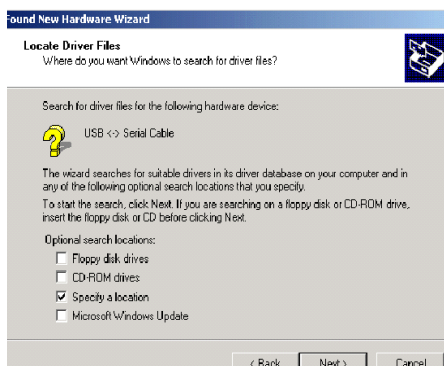 Found New Hardware Wizard
Locate Driver Files
Where do you want Windows to search for driver files?
Search for driver files for the following hardware device:
USB <-> Serial Cable
The wizard searches for suitable drivers in its driver database on your computer and in
any of the following optional search locations that you specify.
To start the search, click Next. If you are searching on a floppy disk or CD-ROM drive,
insert the floppy disk or CD before clicking Next.
Optional search locations:
Floppy disk drives
CD-ROM drives
Specify a location
Microsoft Windows Update
< Back Next > Cancel